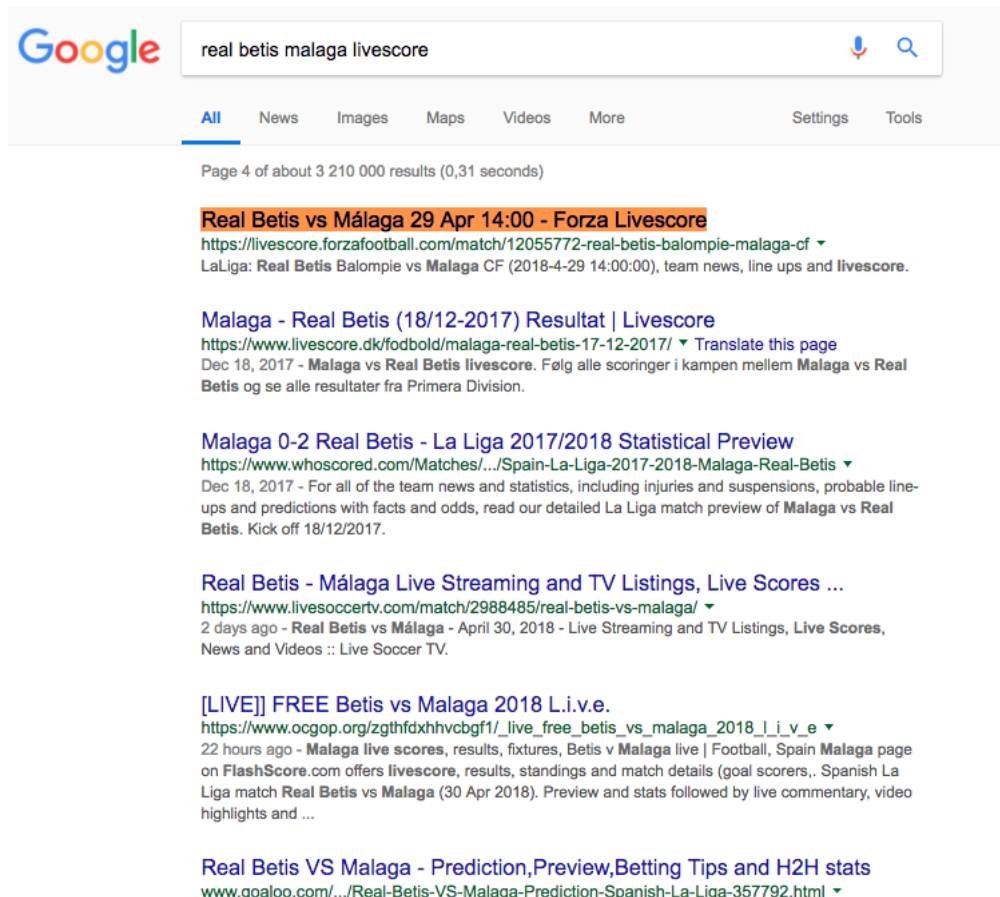 Google
real betis malaga livescore
All News Images Maps Videos More Settings Tools
Page 4 of about 3 210 000 results (0,31 seconds)
Real Betis vs Málaga 29 Apr 14:00 - Forza Livescore
https://livescore.forzafootball.com/match/12055772-real-betis-balompie-malaga-cf
LaLiga: Real Betis Balompie vs Malaga CF (2018-4-29 14:00:00), team news, line ups and livescore.
Malaga - Real Betis (18/12-2017) Resultat | Livescore
https://www.livescore.dk/fodbold/malaga-real-betis-17-12-2017/ Translate this page
Dec 18, 2017 - Malaga vs Real Betis livescore. Følg alle scoringer i kampen mellem Malaga vs Real
Betis og se alle resultater fra Primera Division.
Malaga 0-2 Real Betis - La Liga 2017/2018 Statistical Preview
https://www.whoscored.com/Matches/.../Spain-La-Liga-2017-2018-Malaga-Real-Betis
Dec 18, 2017 - For all of the team news and statistics, including injuries and suspensions, probable line-
ups and predictions with facts and odds, read our detailed La Liga match preview of Malaga vs Real
Betis. Kick off 18/12/2017.
Real Betis - Málaga Live Streaming and TV Listings, Live Scores ...
https://www.livesoccertv.com/match/2988485/real-betis-vs-malaga/
2 days ago - Real Betis vs Málaga - April 30, 2018 - Live Streaming and TV Listings, Live Scores,
News and Videos :: Live Soccer TV.
[LIVE]] FREE Betis vs Malaga 2018 L.i.v.e.
https://www.ocgop.org/zgthfdxhhvcbgf1/_live_free_betis_vs_malaga_2018_l_i_v_e
22 hours ago - Malaga live scores, results, fixtures, Betis v Malaga live | Football, Spain Malaga page
on FlashScore.com offers livescore, results, standings and match details (goal scorers,. Spanish La
Liga match Real Betis vs Malaga (30 Apr 2018). Preview and stats followed by live commentary, video
highlights and ...
Real Betis VS Malaga - Prediction,Preview,Betting Tips and H2H stats
www.goaloo.com/.../Real-Betis-VS-Malaga-Prediction-Spanish-La-Liga-357792.html